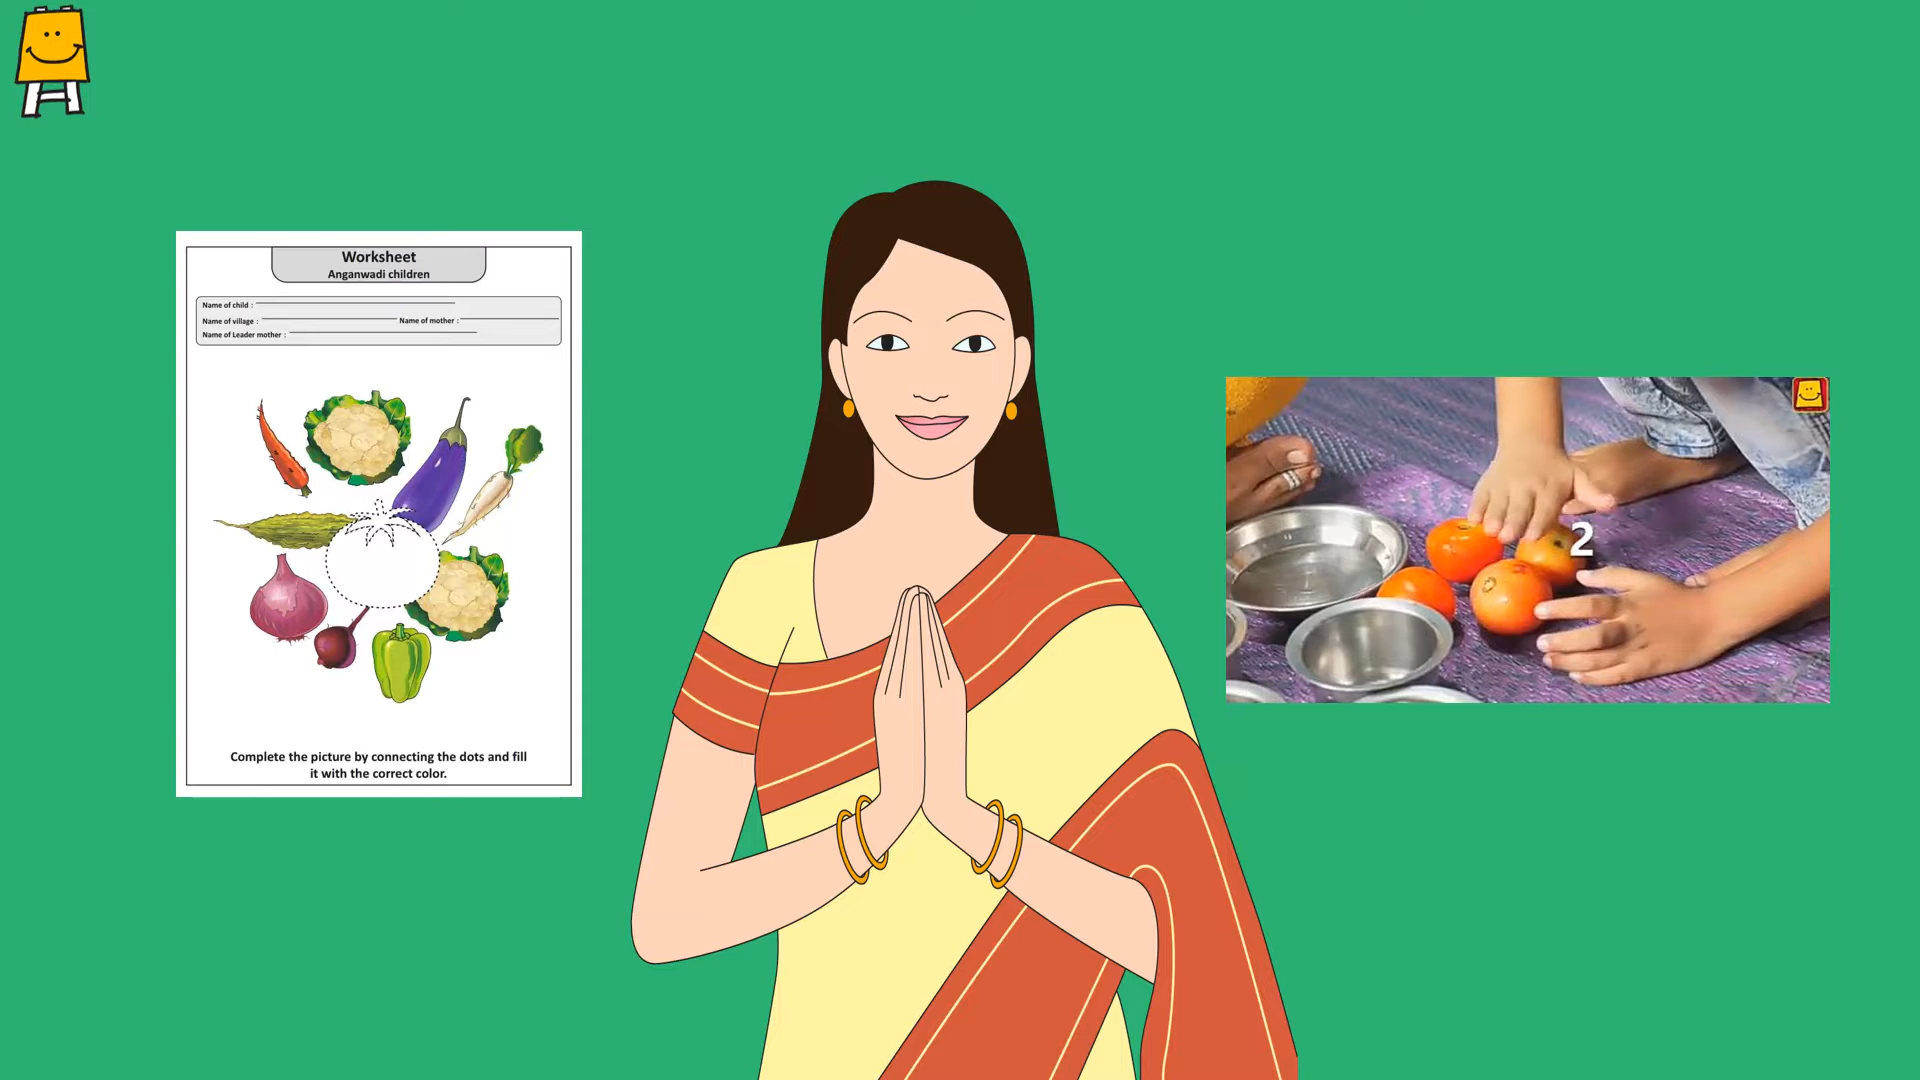 Worksheet
Anganwadi children
Name of child :
Name of village : Name of mother :
Name of Leader mother :
Complete the picture by connecting the dots and fill
it with the correct color.
2